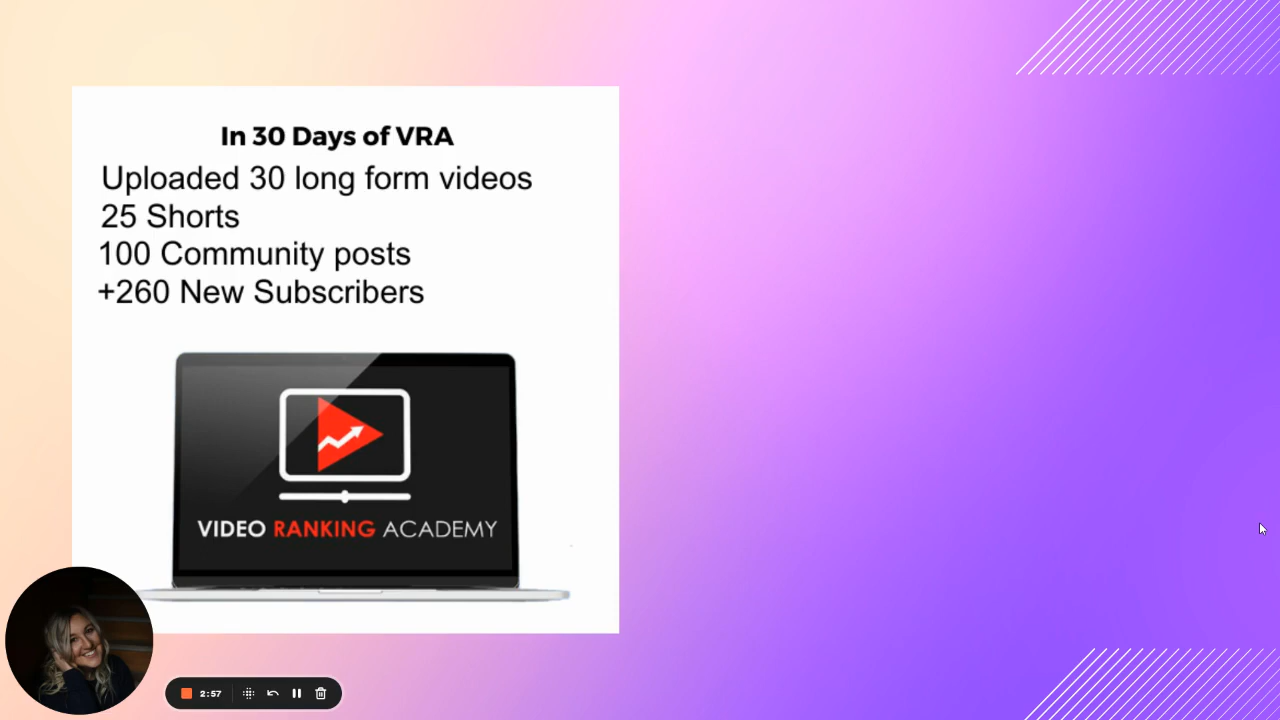 In 30 Days of VRA
Uploaded 30 long form videos
25 Shorts
100 Community posts
+260 New Subscribers
VIDEO RANKING ACADEMY
2:57